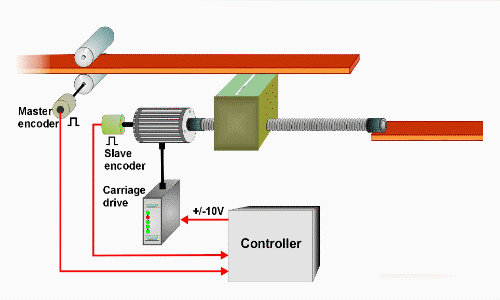 Master
encoder
Slave
encoder
Carriage
drive
+/-10V
Controller